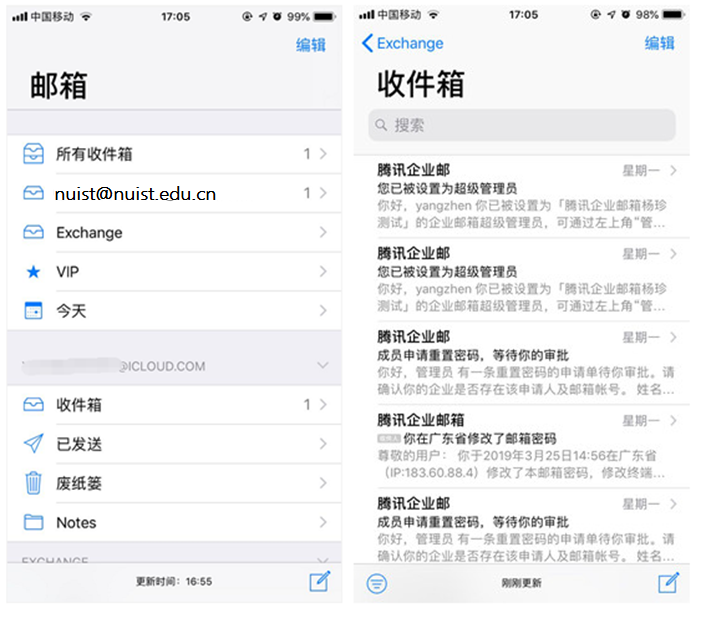 中国移动 17:05 99%
编辑
邮箱
所有收件箱 1
nuist@nuist.edu.cn 1
Exchange
VIP
今天
@ICLOUD.COM
收件箱 1
已发送
废纸篓
Notes
EXCHANGE
更新时间：16:55
中国移动 17:05 98%
Exchange 编辑
收件箱
搜索
腾讯企业邮 星期一
您已被设置为超级管理员
你好，yangzhen 你已被设置为「腾讯企业邮箱杨珍
测试」的企业邮箱超级管理员，可通过左上角“管...
腾讯企业邮 星期一
您已被设置为超级管理员
你好，yangzhen 你已被设置为「腾讯企业邮箱杨珍
测试」的企业邮箱超级管理员，可通过左上角“管...
腾讯企业邮 星期一
成员申请重置密码，等待你的审批
你好，管理员 有一条重置密码的申请单待你审批。请
确认你的企业是否存在该申请人及邮箱帐号。 姓名...
腾讯企业邮箱 星期一
你在广东省修改了邮箱密码
尊敬的用户： 你于2019年3月25日14:56在广东省
（IP:183.60.88.4）修改了本邮箱密码，修改终端...
腾讯企业邮 星期一
成员申请重置密码，等待你的审批
你好，管理员 有一条重置密码的申请单待你审批。请
确认你的企业是否存在该申请人及邮箱帐号。 姓名...
刚刚更新